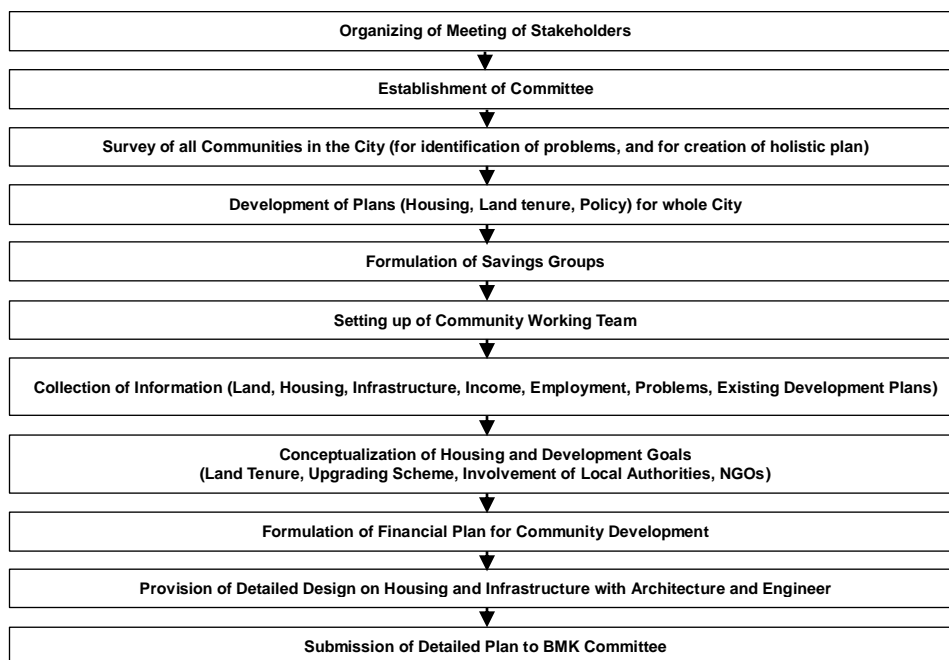 Organizing of Meeting of Stakeholders
Establishment of Committee
Survey of all Communities in the City (for identification of problems, and for creation of holistic plan)
Development of Plans (Housing, Land tenure, Policy) for whole City
Formulation of Savings Groups
Setting up of Community Working Team
Collection of Information (Land, Housing, Infrastructure, Income, Employment, Problems, Existing Development Plans)
Conceptualization of Housing and Development Goals
(Land Tenure, Upgrading Scheme, Involvement of Local Authorities, NGOs)
Formulation of Financial Plan for Community Development
Provision of Detailed Design on Housing and Infrastructure with Architecture and Engineer
Submission of Detailed Plan to BMK Committee